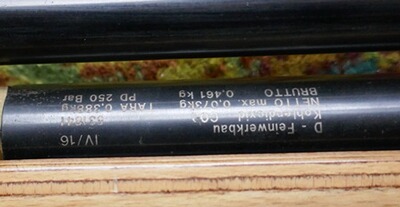 D - Feinwerkbau
Kohlendioxid CO2
NETTO max. 0.073kg
BRUTTO 0.461 kg
TARA 0.388kg
PD 250 Bar
IV/16